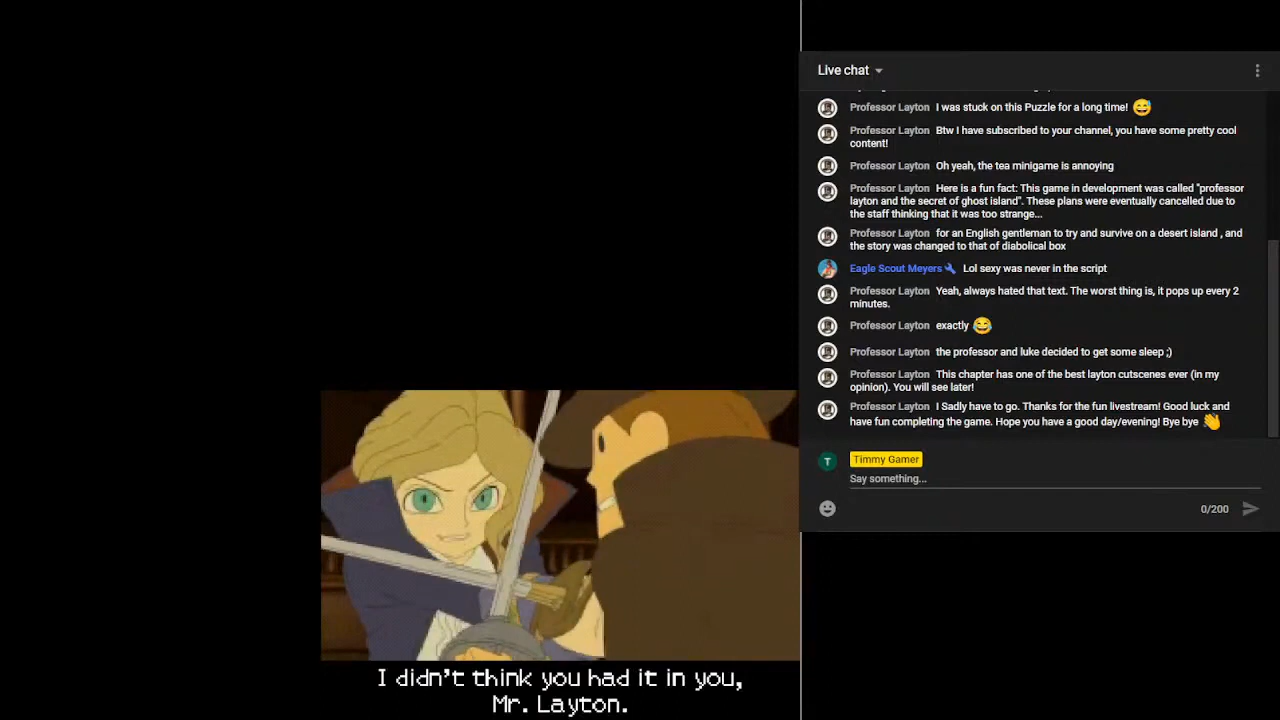 Live chat
Professor Layton I was stuck on this Puzzle for a long time! 😅
Professor Layton Btw I have subscribed to your channel, you have some pretty cool
content!
Professor Layton Oh yeah, the tea minigame is annoying
Professor Layton Here is a fun fact: This game in development was called "professor
layton and the secret of ghost island". These plans were eventually cancelled due to
the staff thinking that it was too strange...
Professor Layton for an English gentleman to try and survive on a desert island , and
the story was changed to that of diabolical box
Eagle Scout Meyers Lol sexy was never in the script
Professor Layton Yeah, always hated that text. The worst thing is, it pops up every 2
minutes.
Professor Layton exactly 😂
Professor Layton the professor and luke decided to get some sleep ;)
Professor Layton This chapter has one of the best layton cutscenes ever (in my
opinion). You will see later!
Professor Layton I Sadly have to go. Thanks for the fun livestream! Good luck and
have fun completing the game. Hope you have a good day/evening! Bye bye 👋
T
Timmy Gamer
Say something...
0/200
I didn't think you had it in you,
Mr. Layton.